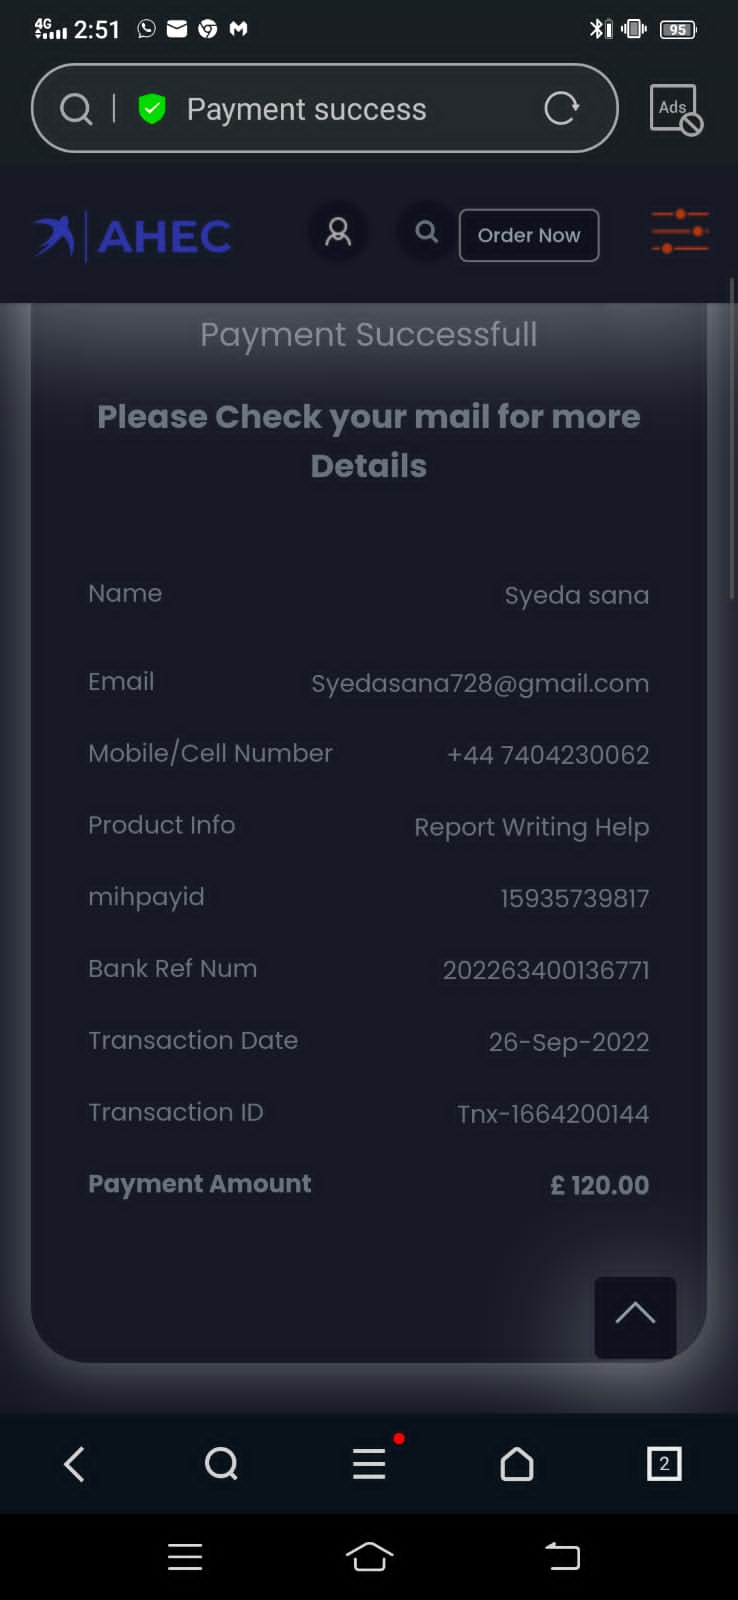 4G 2:51 95
Payment success
Ads
AHEC
Order Now
Payment Successfull
Please Check your mail for more
Details
Name Syeda sana
Email Syedasana728@gmail.com
Mobile/Cell Number +44 7404230062
Product Info Report Writing Help
mihpayid 15935739817
Bank Ref Num 202263400136771
Transaction Date 26-Sep-2022
Transaction ID Tnx-1664200144
Payment Amount £ 120.00
2